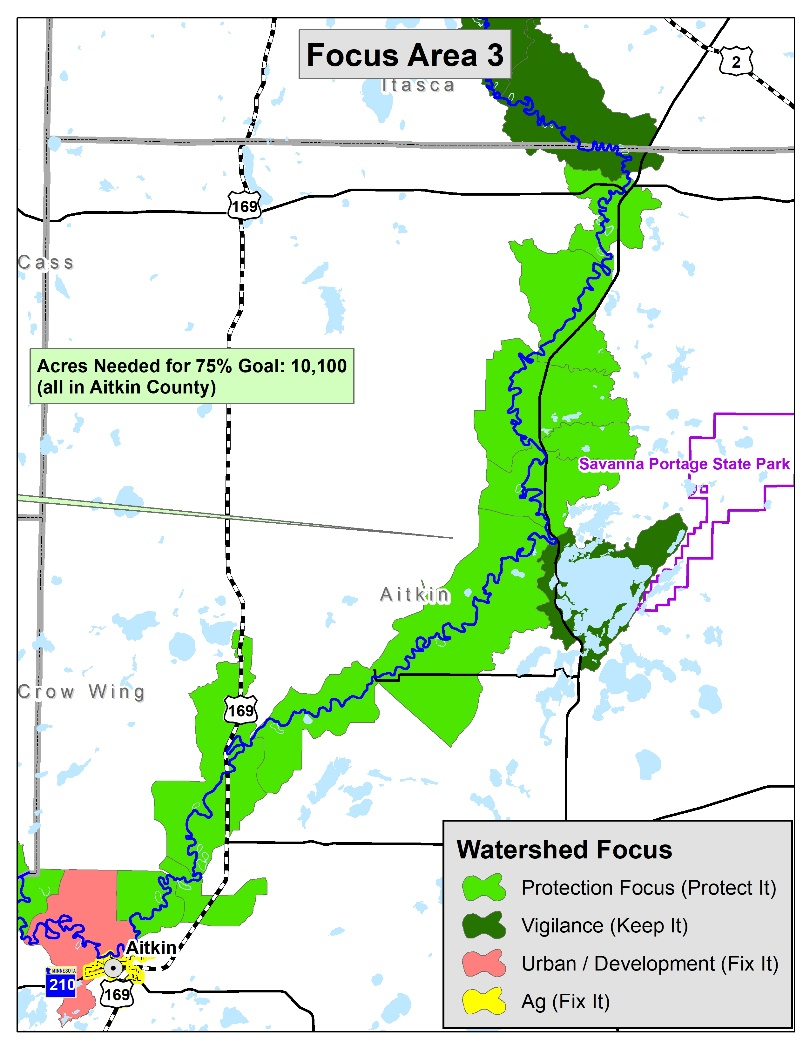 Focus Area 3
Itasca
2
169
Cass
Acres Needed for 75% Goal: 10,100
(all in Aitkin County)
Savanna Portage State Park
Aitkin
Crow Wing
169
Watershed Focus
Protection Focus (Protect It)
Vigilance (Keep It)
Urban / Development (Fix It)
Ag (Fix It)
Aitkin
MINNESOTA
210
169